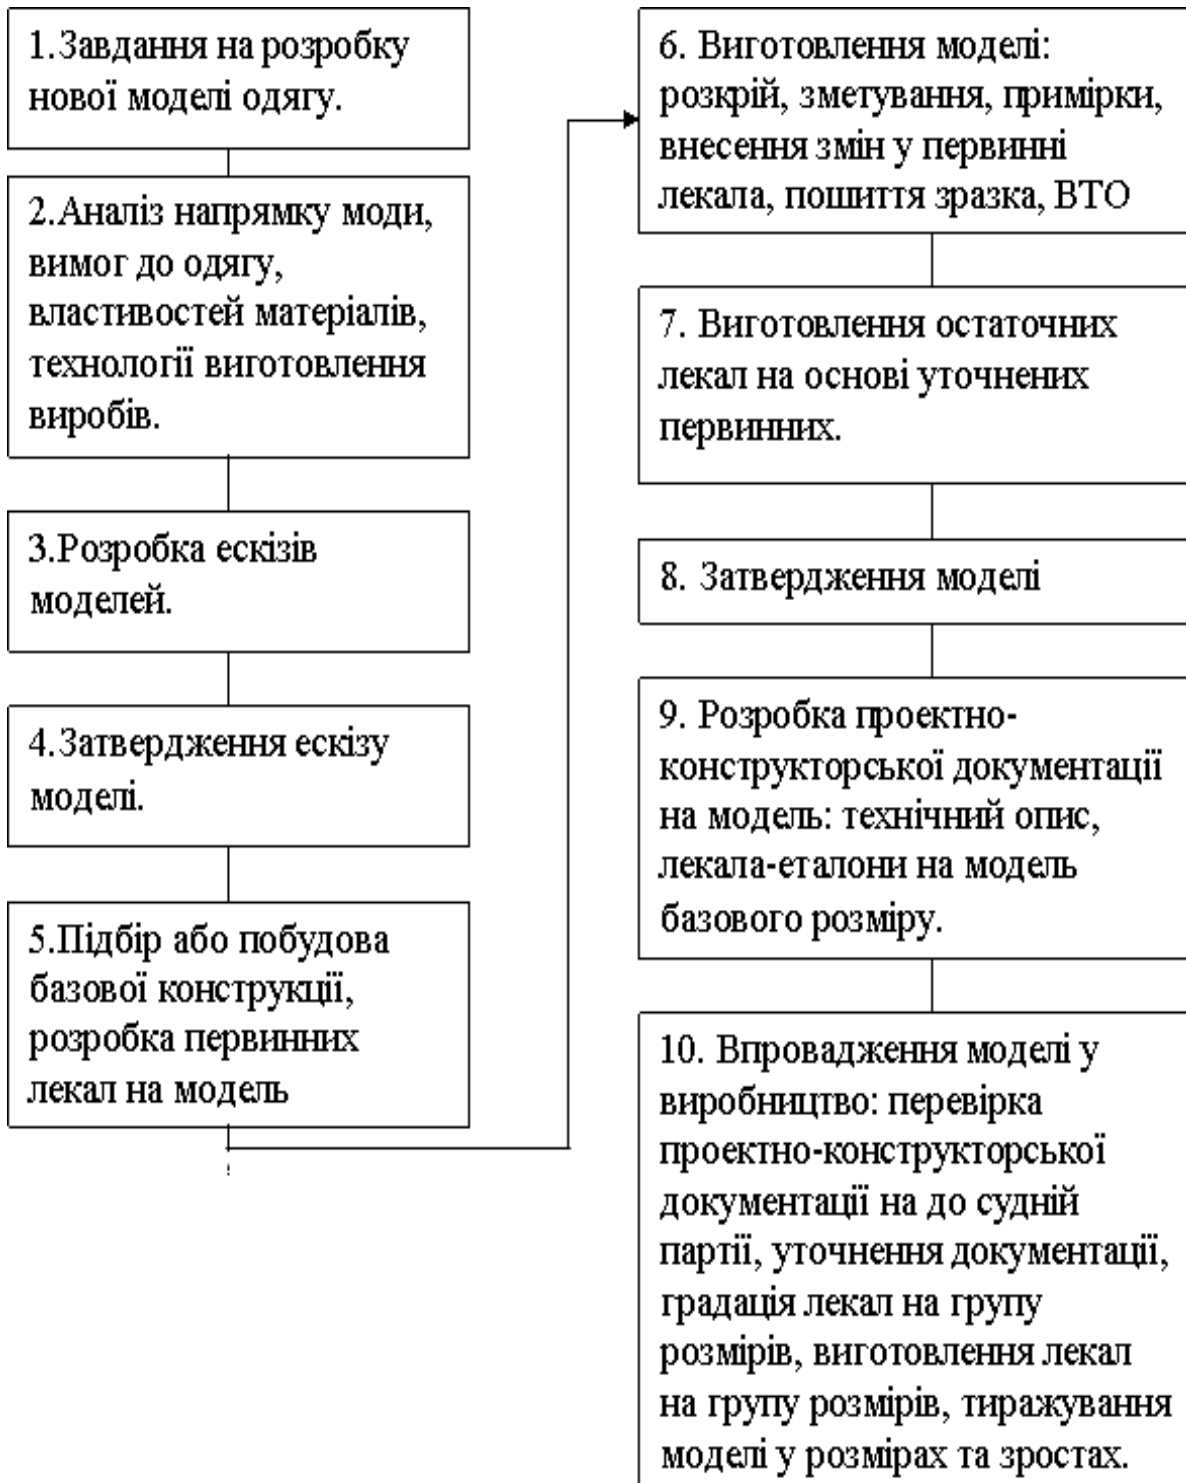 1.Завдання на розробку
нової моделі одягу.
2.Аналіз напрямку моди,
вимог до одягу,
властивостей матеріалів,
технології виготовлення
виробів.
3.Розробка ескізів
моделей.
4.Затвердження ескізу
моделі.
5.Підбір або побудова
базової конструкції,
розробка первинних
лекал на модель
6. Виготовлення моделі:
розкрій, зметування, примірки,
внесення змін у первинні
лекала, пошиття зразка, ВТО
7. Виготовлення остаточних
лекал на основі уточнених
первинних.
8. Затвердження моделі
9. Розробка проектно-
конструкторської документації
на модель: технічний опис,
лекала-еталони на модель
базового розміру.
10. Впровадження моделі у
виробництво: перевірка
проектно-конструкторської
документації на до судній
партії, уточнення документації,
градація лекал на групу
розмірів, виготовлення лекал
на групу розмірів, тиражування
моделі у розмірах та зростах.